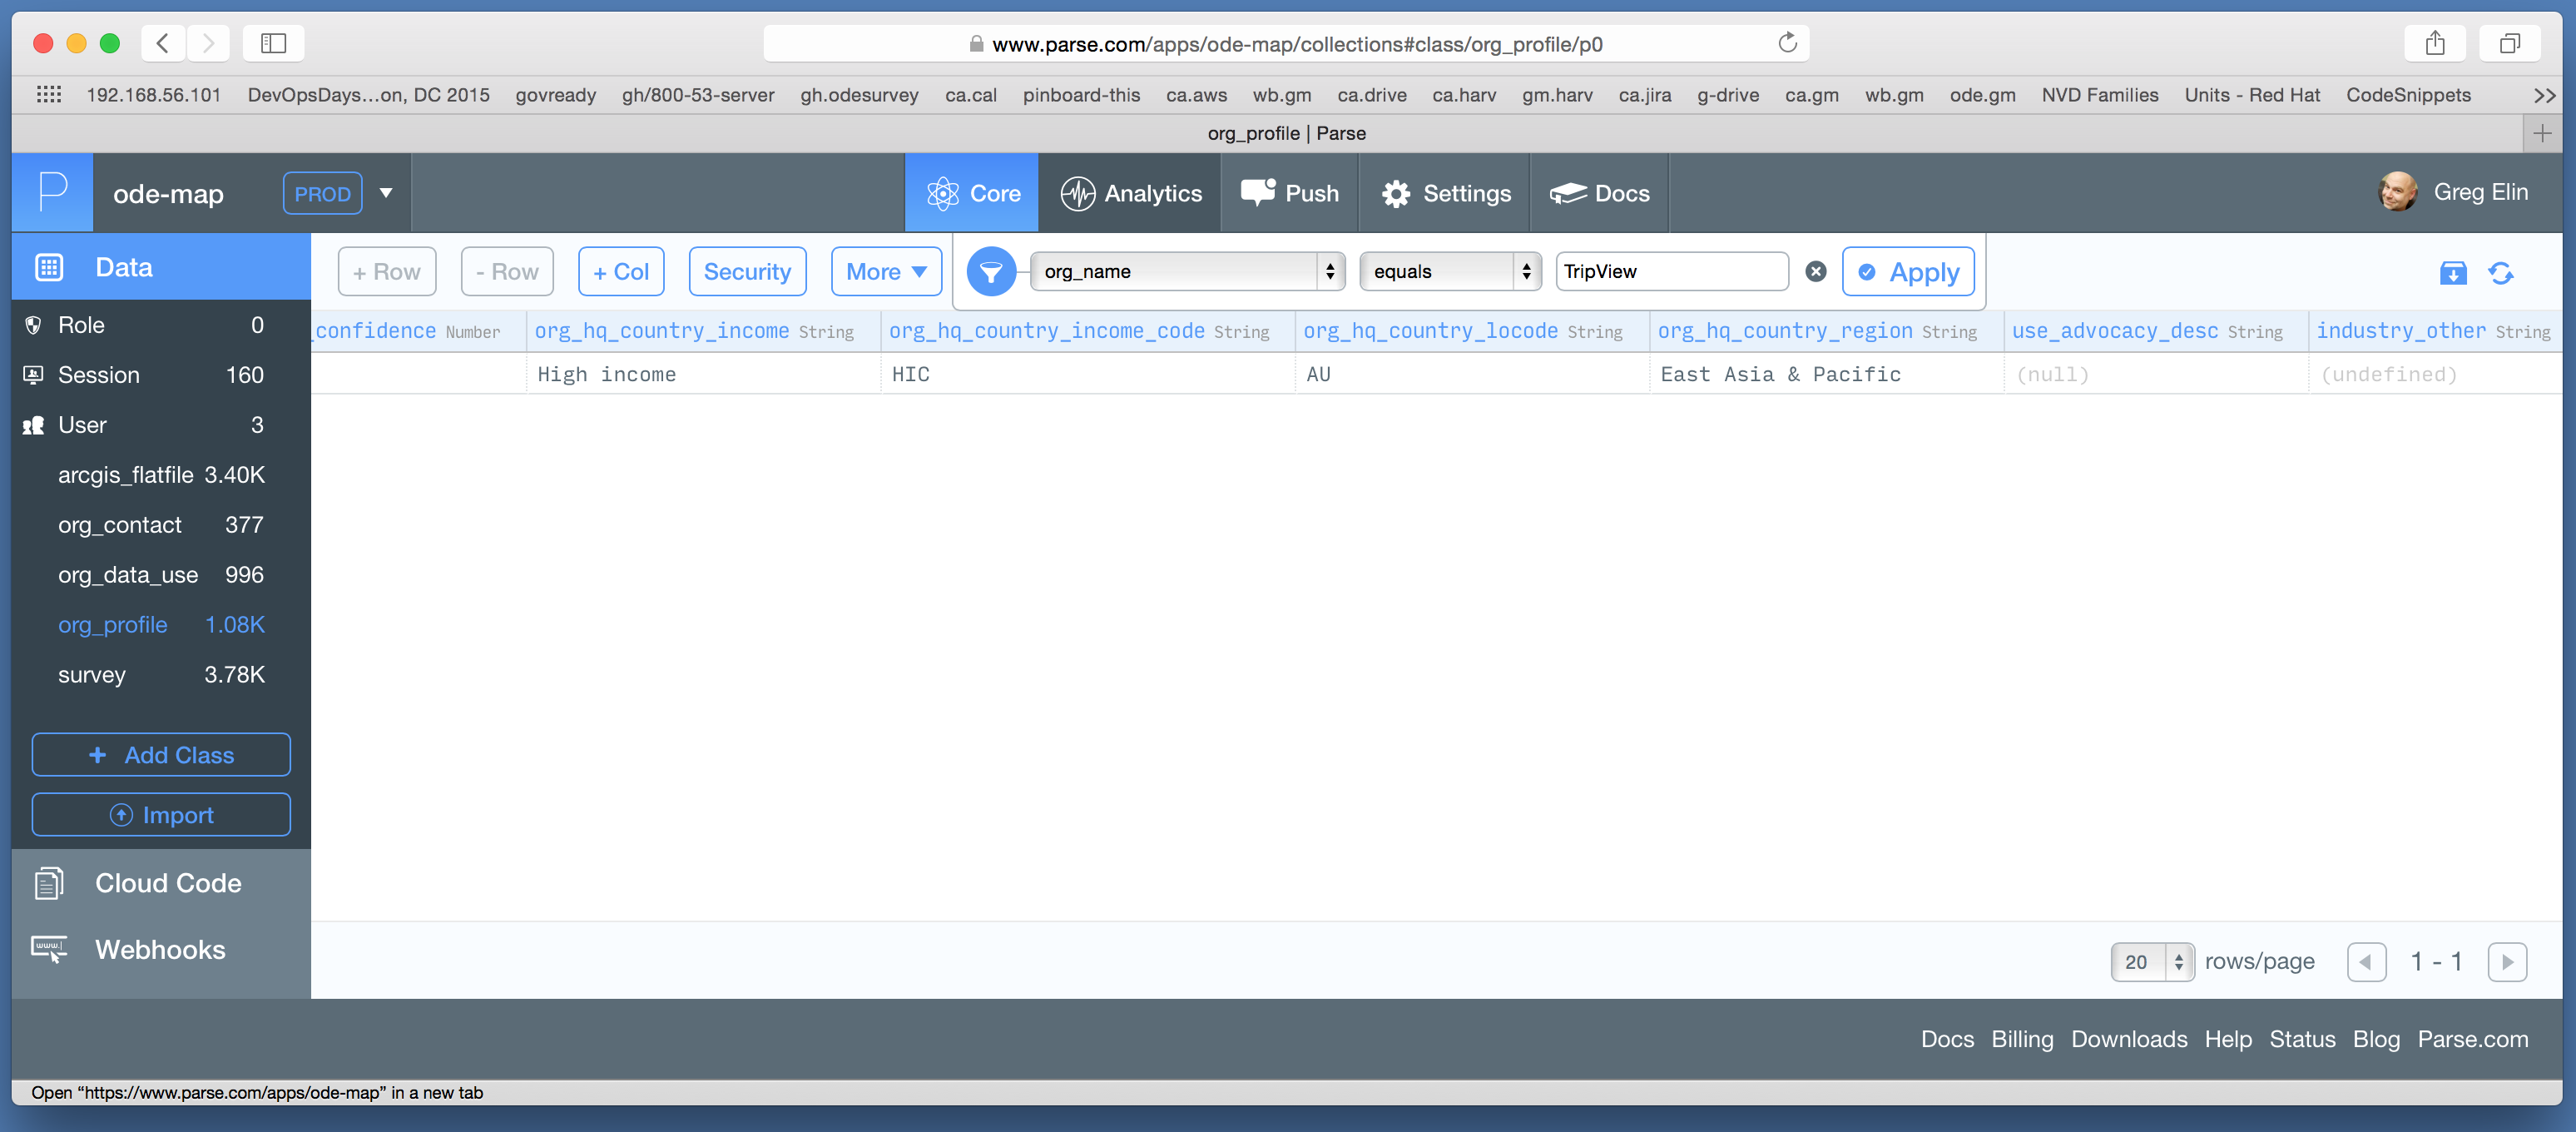 www.parse.com/apps/ode-map/collections#class/org_profile/p0
192.168.56.101 DevOpsDays...on, DC 2015 govready gh/800-53-server gh.odesurvey ca.cal pinboard-this ca.aws wb.gm ca.drive ca.harv gm.harv ca.jira g-drive ca.gm wb.gm ode.gm NVD Families Units - Red Hat CodeSnippets >>
org_profile | Parse
P ode-map PROD Core Analytics Push Settings Docs Greg Elin
Data + Row - Row + Col Security More org_name equals TripView Apply
_confidence Number org_hq_country_income String org_hq_country_income_code String org_hq_country_locode String org_hq_country_region String use_advocacy_desc String industry_other String
High income HIC AU East Asia & Pacific (null) (undefined)
Role 0
Session 160
User 3
arcgis_flatfile 3.40K
org_contact 377
org_data_use 996
org_profile 1.08K
survey 3.78K
+ Add Class
Import
Cloud Code
www.
Webhooks
20 rows/page 1 - 1
Docs Billing Downloads Help Status Blog Parse.com
Open “https://www.parse.com/apps/ode-map” in a new tab